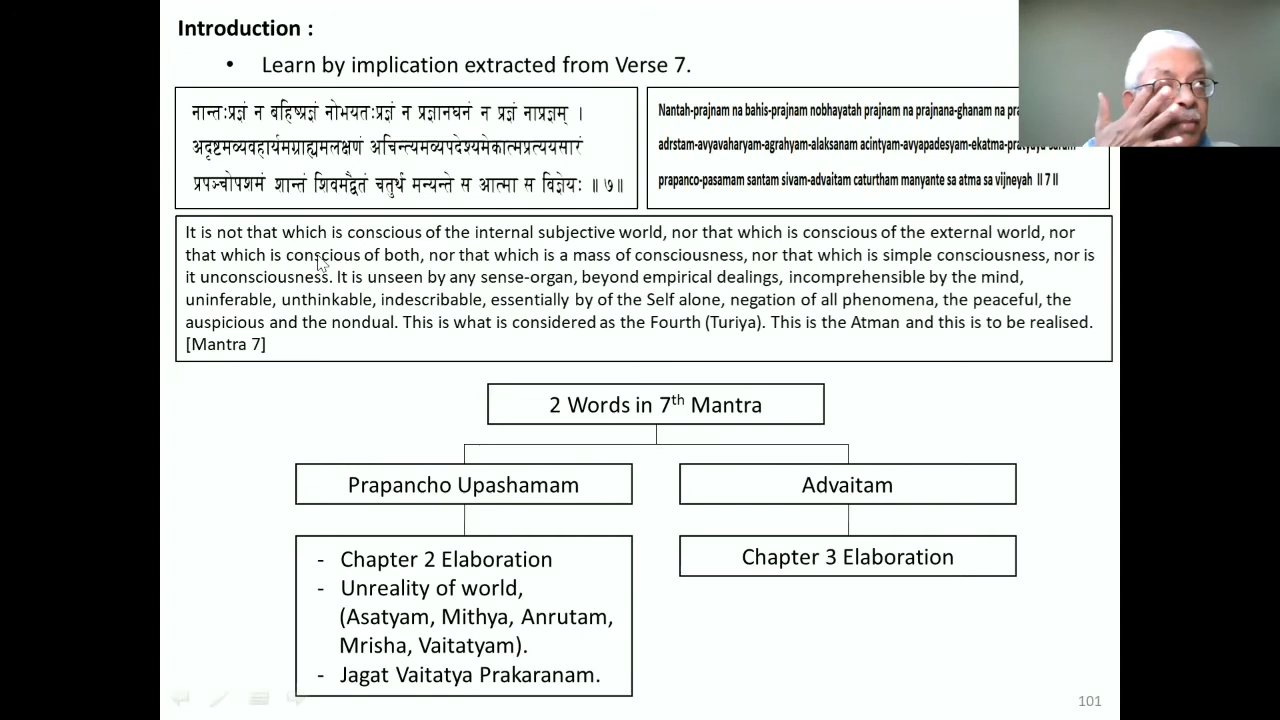 Introduction :
• Learn by implication extracted from Verse 7.
नान्तःप्रज्ञं न बहिष्प्रज्ञं नोभयतःप्रज्ञं न प्रज्ञानघनं न प्रज्ञं नाप्रज्ञम् ।
अदृष्टमव्यवहार्यमग्राह्यमलक्षणं अचिन्त्यमव्यपदेश्यमेकात्मप्रत्ययसारं
प्रपञ्चोपशमं शान्तं शिवमद्वैतं चतुर्थं मन्यन्ते स आत्मा स विज्ञेयः ॥ ७॥
Nantah-prajnam na bahis-prajnam nobhayatah prajnam na prajnana-ghanam na
adrstam-avyavaharyam-agrahyam-alaksanam acintyam-avyapadesyam-ekatma-pratyaya saram
prapanco-pasamam santam sivam-advaitam caturtham manyante sa atma sa vijneyah ॥ 7 ॥
It is not that which is conscious of the internal subjective world, nor that which is conscious of the external world, nor
that which is conscious of both, nor that which is a mass of consciousness, nor that which is simple consciousness, nor is
it unconsciousness. It is unseen by any sense-organ, beyond empirical dealings, incomprehensible by the mind,
uninferable, unthinkable, indescribable, essentially by of the Self alone, negation of all phenomena, the peaceful, the
auspicious and the nondual. This is what is considered as the Fourth (Turiya). This is the Atman and this is to be realised.
[Mantra 7]
2 Words in 7th Mantra
Prapancho Upashamam
Advaitam
- Chapter 2 Elaboration
- Unreality of world,
(Asatyam, Mithya, Anrutam,
Mrisha, Vaitatyam).
- Jagat Vaitatya Prakaranam.
Chapter 3 Elaboration
101